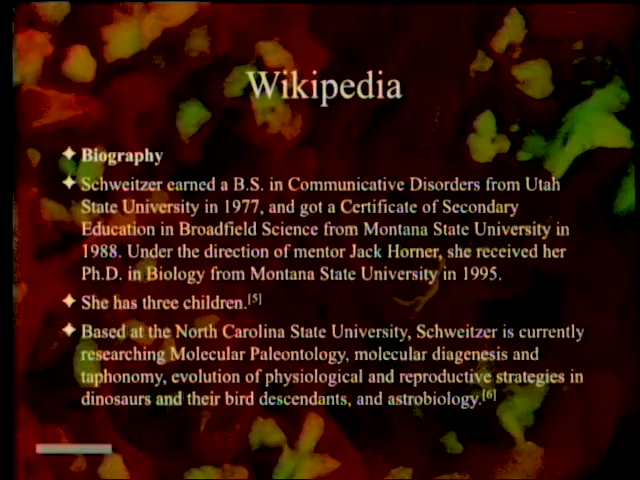 Wikipedia
Biography
Schweitzer earned a B.S. in Communicative Disorders from Utah
State University in 1977, and got a Certificate of Secondary
Education in Broadfield Science from Montana State University in
1988. Under the direction of mentor Jack Horner, she received her
Ph.D. in Biology from Montana State University in 1995.
She has three children.[5]
Based at the North Carolina State University, Schweitzer is currently
researching Molecular Paleontology, molecular diagenesis and
taphonomy, evolution of physiological and reproductive strategies in
dinosaurs and their bird descendants, and astrobiology.[6]